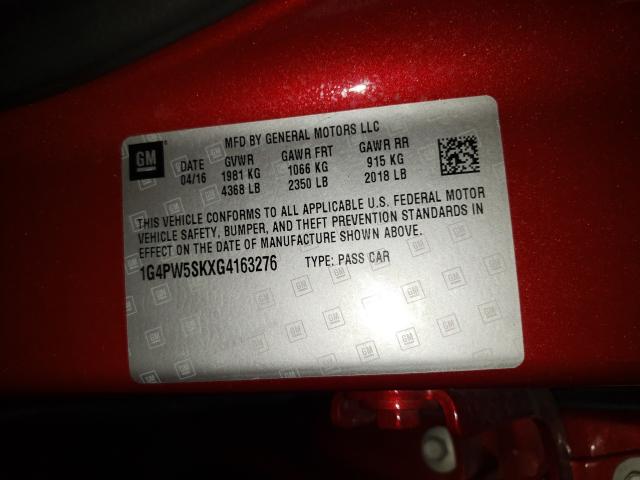 MFD BY GENERAL MOTORS LLC
GM DATE GVWR GAWR FRT GAWR RR
04/16 1981 KG 1066 KG 915 KG
4368 LB 2350 LB 2018 LB
THIS VEHICLE CONFORMS TO ALL APPLICABLE U.S. FEDERAL MOTOR
VEHICLE SAFETY, BUMPER, AND THEFT PREVENTION STANDARDS IN
EFFECT ON THE DATE OF MANUFACTURE SHOWN ABOVE.
1G4PW5SKXG4163276 TYPE: PASS CAR